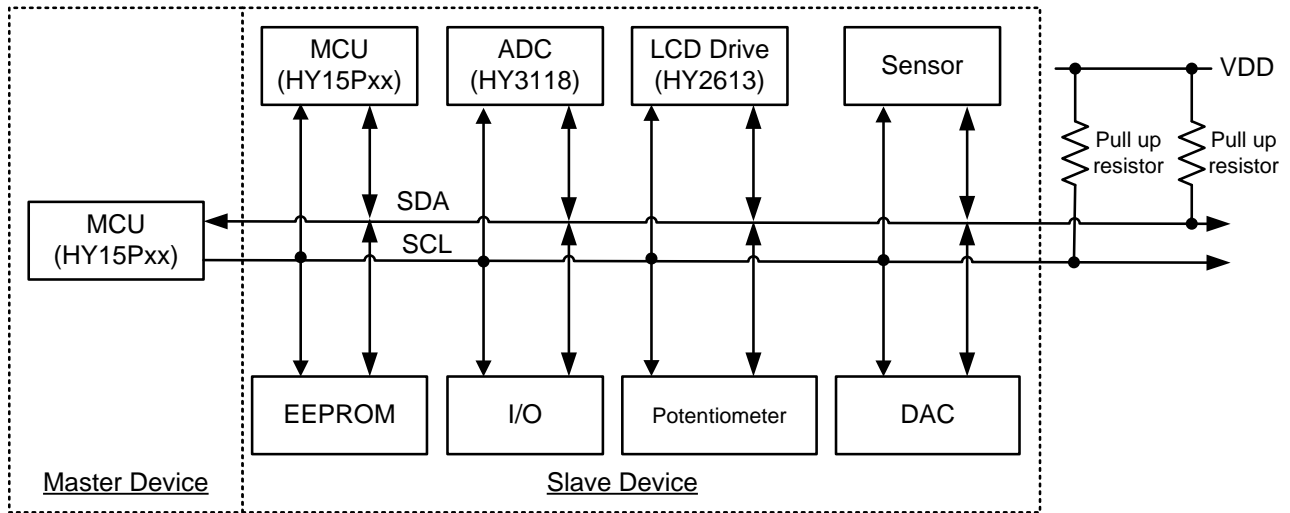 MCU
(HY15Pxx)
ADC
(HY3118)
LCD Drive
(HY2613)
Sensor
VDD
Pull up
resistor
Pull up
resistor
SDA
MCU
(HY15Pxx)
SCL
EEPROM
I/O
Potentiometer
DAC
Master Device
Slave Device